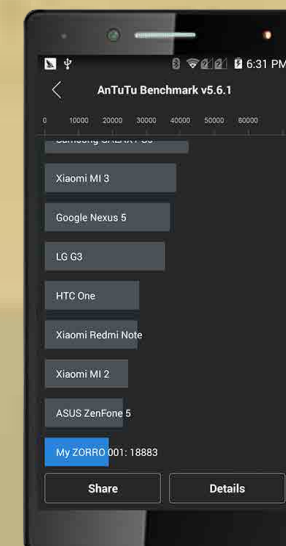 6:31 PM
AnTuTu Benchmark v5.6.1
0 10000 20000 30000 40000 50000 60000
Xiaomi MI 3
Google Nexus 5
LG G3
HTC One
Xiaomi Redmi Note
Xiaomi MI 2
ASUS ZenFone 5
My ZORRO 001: 18883
Share
Details